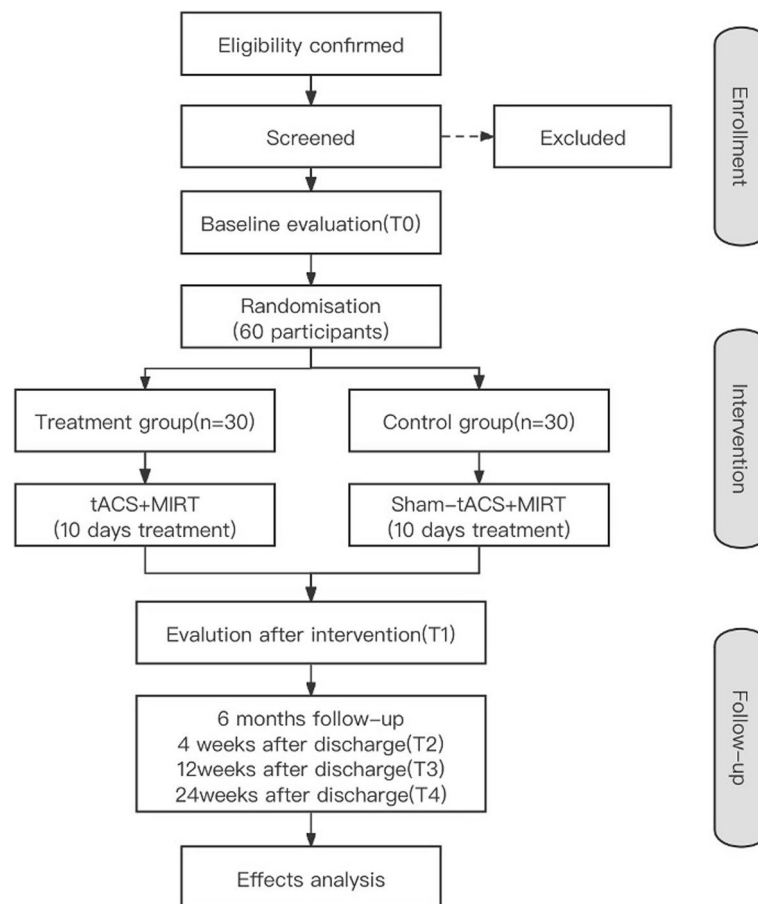 Eligibility confirmed
Screened
Excluded
Baseline evaluation(T0)
Enrollment
Randomisation
(60 participants)
Treatment group(n=30)
Control group(n=30)
tACS+MIRT
(10 days treatment)
Sham-tACS+MIRT
(10 days treatment)
Intervention
Evalution after intervention(T1)
6 months follow-up
4 weeks after discharge(T2)
12weeks after discharge(T3)
24weeks after discharge(T4)
Follow-up
Effects analysis